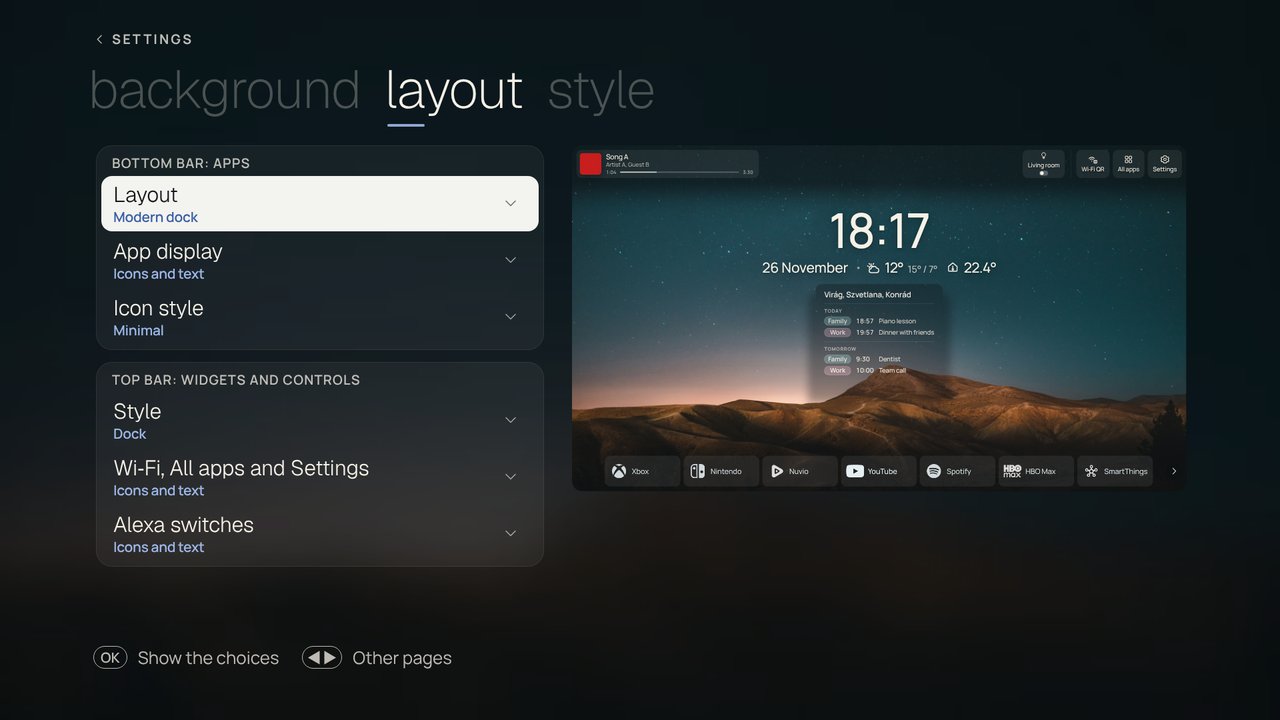 SETTINGS
background layout style
BOTTOM BAR: APPS
Layout
Modern dock
App display
Icons and text
Icon style
Minimal
TOP BAR: WIDGETS AND CONTROLS
Style
Dock
Wi-Fi, All apps and Settings
Icons and text
Alexa switches
Icons and text
Song A
Artist A, Guest B
1:04 3:30
Living room
Wi-Fi QR
All apps
Settings
18:17
26 November · 12° 15° / 7° 22.4°
Virág, Szvetlana, Konrád
TODAY
Family 18:57 Piano lesson
Work 19:57 Dinner with friends
TOMORROW
Family 9:30 Dentist
Work 10:00 Team call
Xbox
Nintendo
Nuvio
YouTube
Spotify
HBO max HBO Max
SmartThings
OK Show the choices Other pages